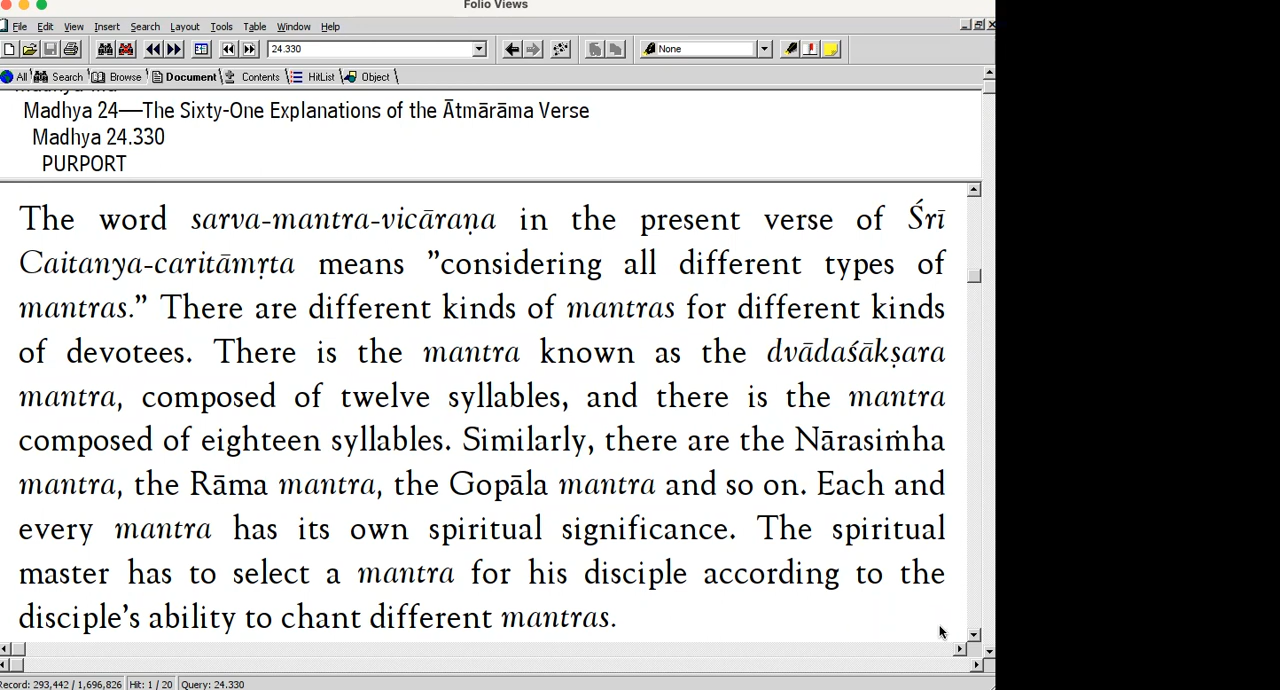 Folio Views
File Edit View Insert Search Layout Tools Table Window Help
24.330 None
All Search Browse Document Contents HitList Object
Madhya 24—The Sixty-One Explanations of the Ātmārāma Verse
Madhya 24.330
PURPORT
The word sarva-mantra-vicāraṇa in the present verse of Śrī
Caitanya-caritāmṛta means ”considering all different types of
mantras.” There are different kinds of mantras for different kinds
of devotees. There is the mantra known as the dvādaśākṣara
mantra, composed of twelve syllables, and there is the mantra
composed of eighteen syllables. Similarly, there are the Nārasiṁha
mantra, the Rāma mantra, the Gopāla mantra and so on. Each and
every mantra has its own spiritual significance. The spiritual
master has to select a mantra for his disciple according to the
disciple’s ability to chant different mantras.
Record: 293,442 / 1,696,826 Hit: 1 / 20 Query: 24.330